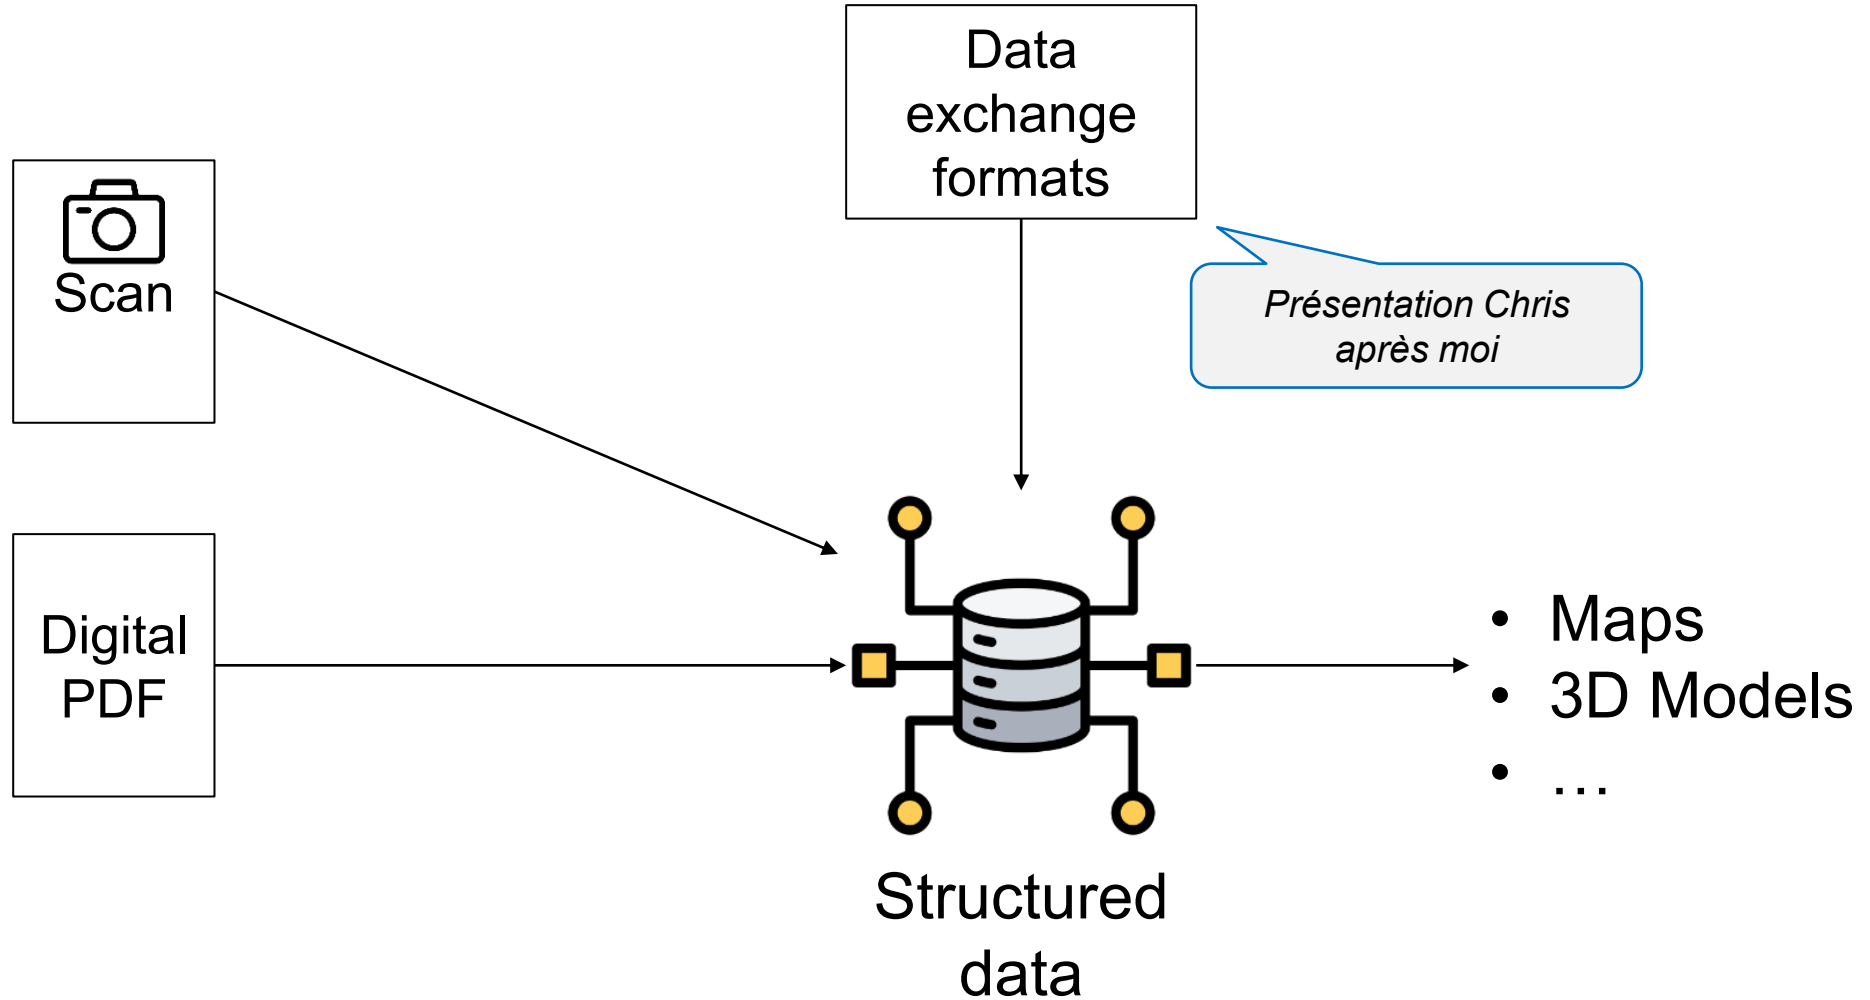 Data
exchange
formats
Scan
Présentation Chris
après moi
Digital
PDF
• Maps
• 3D Models
• …
Structured
data